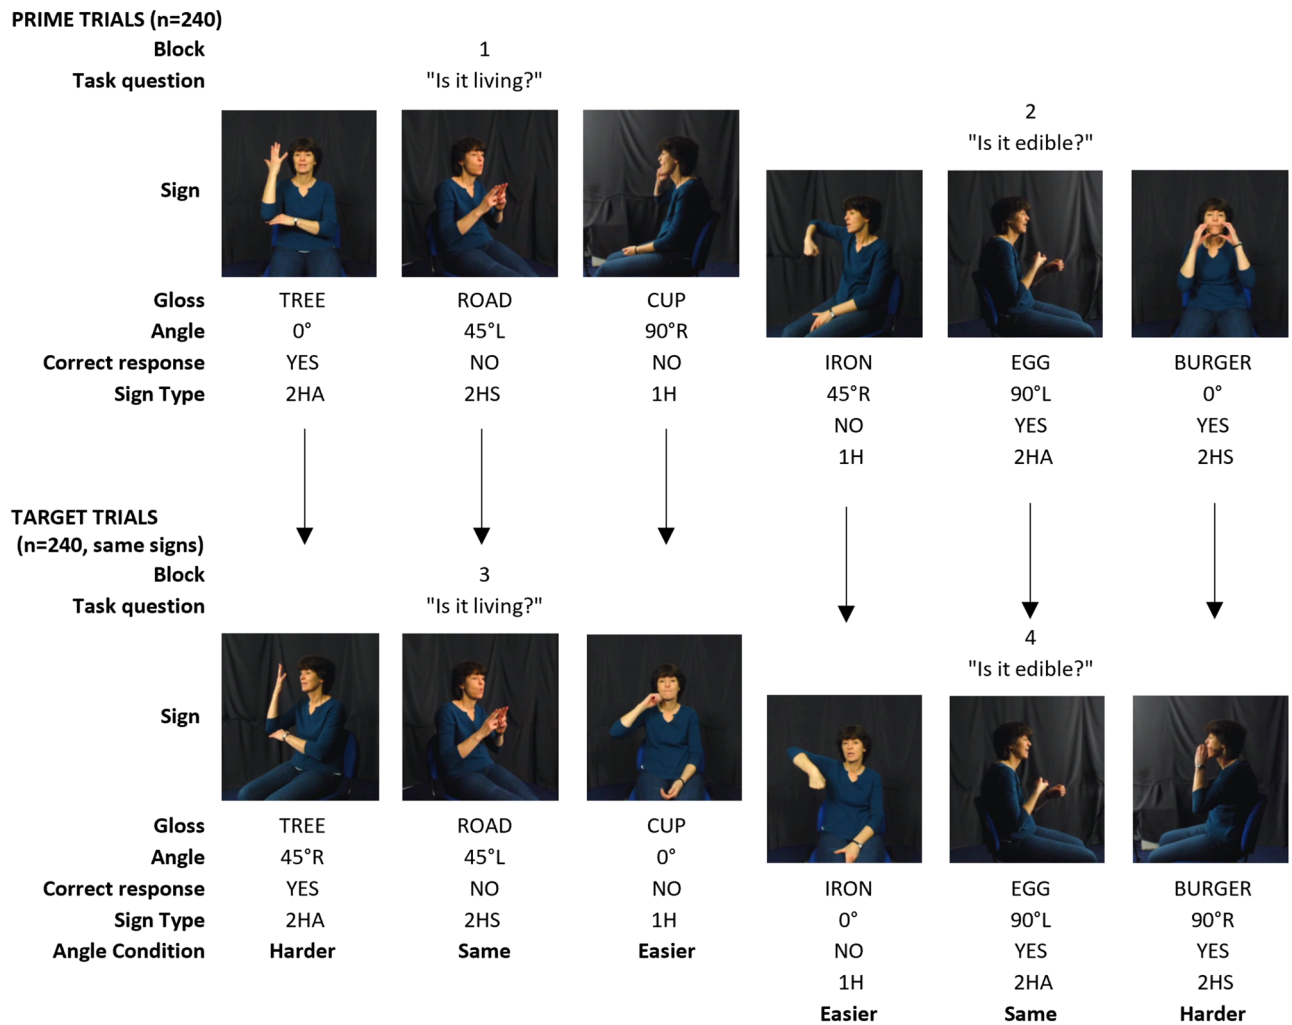 PRIME TRIALS (n=240)
Block 1
Task question "Is it living?"
2
"Is it edible?"
Sign
Gloss TREE ROAD CUP
Angle 0° 45°L 90°R
Correct response YES NO NO IRON EGG BURGER
Sign Type 2HA 2HS 1H 45°R 90°L 0°
NO YES YES
1H 2HA 2HS
TARGET TRIALS
(n=240, same signs)
Block 3
Task question "Is it living?"
4
"Is it edible?"
Sign
Gloss TREE ROAD CUP
Angle 45°R 45°L 0°
Correct response YES NO NO IRON EGG BURGER
Sign Type 2HA 2HS 1H 0° 90°L 90°R
Angle Condition Harder Same Easier NO YES YES
1H 2HA 2HS
Easier Same Harder